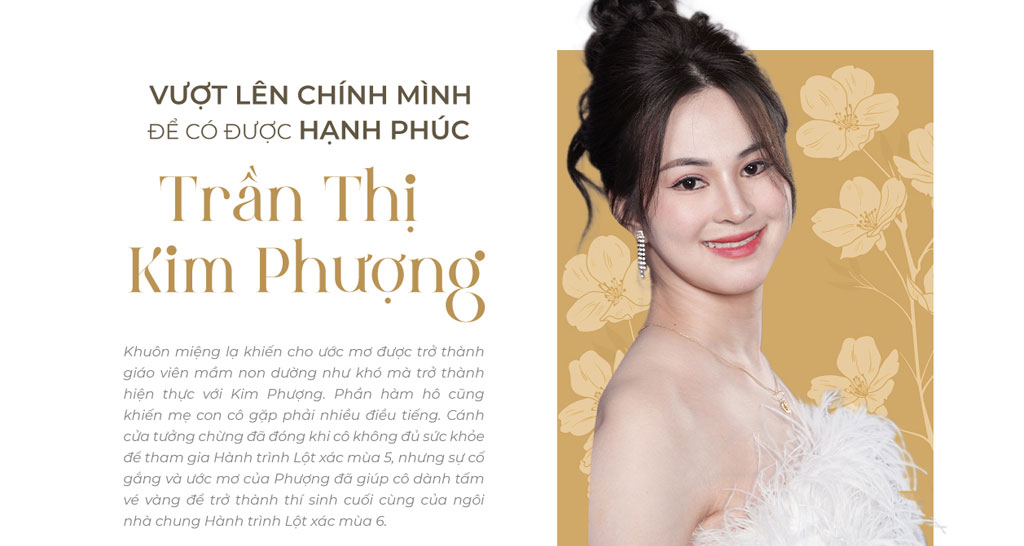 VƯỢT LÊN CHÍNH MÌNH
ĐỂ CÓ ĐƯỢC HẠNH PHÚC
Trần Thị
Kim Phượng
Khuôn miệng lạ khiến cho ước mơ được trở thành
giáo viên mầm non dường như khó mà trở thành
hiện thực với Kim Phượng. Phần hàm hô cũng
khiến mẹ con cô gặp phải nhiều điều tiếng. Cánh
cửa tưởng chừng đã đóng khi cô không đủ sức khỏe
để tham gia Hành trình Lột xác mùa 5, nhưng sự cố
gắng và ước mơ của Phượng đã giúp cô dành tấm
vé vàng để trở thành thí sinh cuối cùng của ngôi
nhà chung Hành trình Lột xác mùa 6.